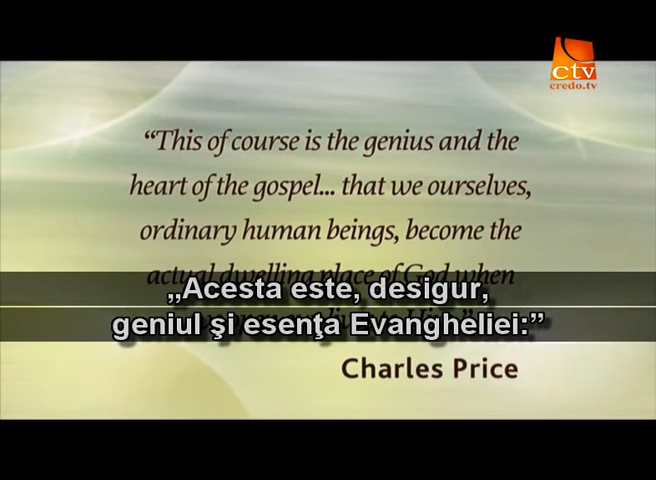 ctv
credo.tv
“This of course is the genius and the
heart of the gospel... that we ourselves,
ordinary human beings, become the
actual dwelling place of God when
„Acesta este, desigur,
geniul şi esenţa Evangheliei:”
Charles Price